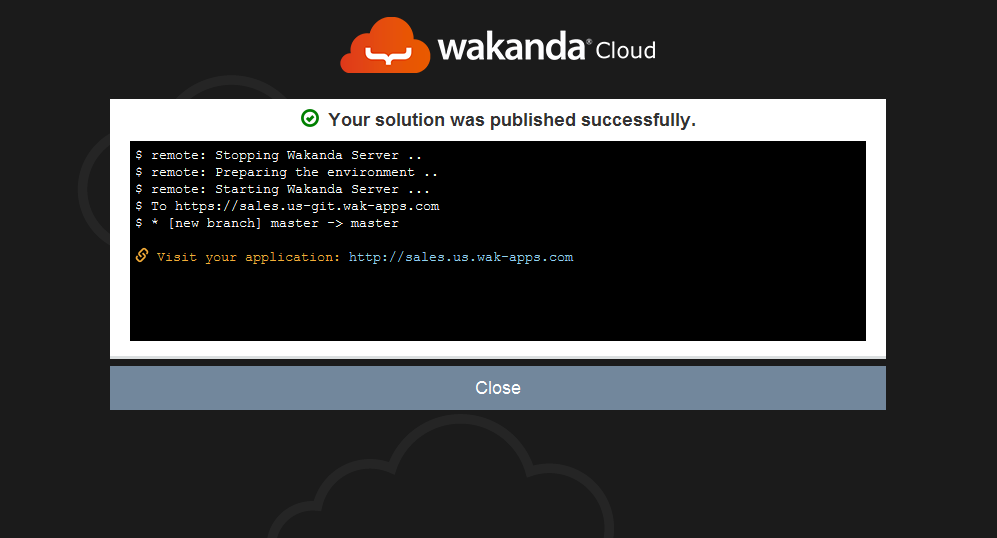 wakanda® Cloud
Your solution was published successfully.
$ remote: Stopping Wakanda Server ..
$ remote: Preparing the environment ..
$ remote: Starting Wakanda Server ...
$ To https://sales.us-git.wak-apps.com
$ * [new branch] master -> master
Visit your application: http://sales.us.wak-apps.com
Close